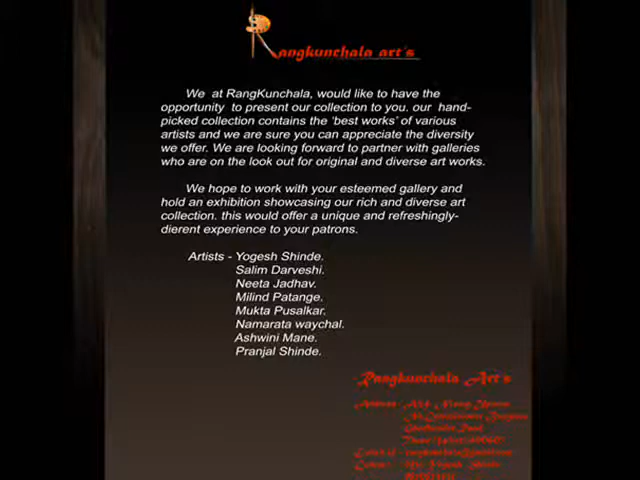 Rangkunchala art's
We at RangKunchala, would like to have the
opportunity to present our collection to you. our hand-
picked collection contains the 'best works' of various
artists and we are sure you can appreciate the diversity
we offer. We are looking forward to partner with galleries
who are on the look out for original and diverse art works.
We hope to work with your esteemed gallery and
hold an exhibition showcasing our rich and diverse art
collection. this would offer a unique and refreshingly-
dierent experience to your patrons.
Artists - Yogesh Shinde.
Salim Darveshi.
Neeta Jadhav.
Milind Patange.
Mukta Pusalkar.
Namarata waychal.
Ashwini Mane.
Pranjal Shinde.
Rangkunchala Art's